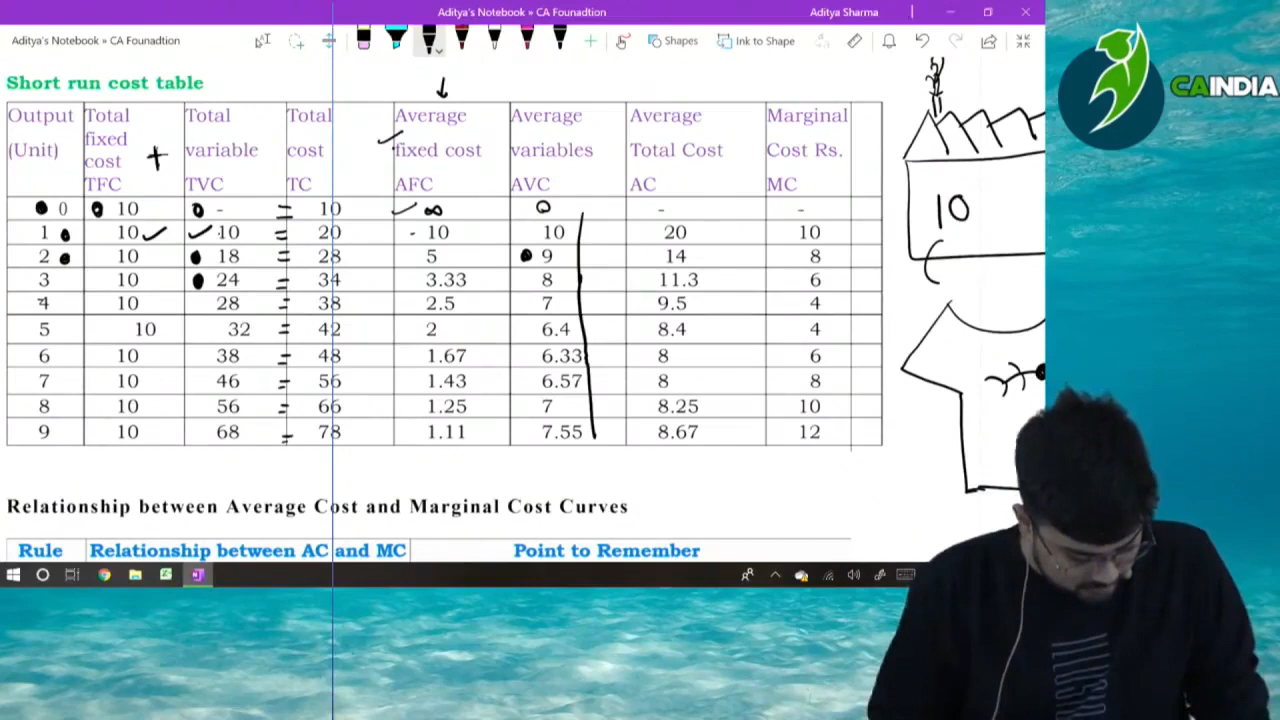 Aditya's Notebook » CA Founadtion
Aditya Sharma
Aditya's Notebook » CA Founadtion
Shapes
Ink to Shape
CAINDIA
Short run cost table
Output (Unit) Total fixed cost TFC + Total variable TVC Total cost TC Average fixed cost AFC Average variables AVC Average Total Cost AC Marginal Cost Rs. MC
0 10 0 - = 10 ∞ 0 - -
1 10 10 = 20 - 10 10 20 10
2 10 18 = 28 5 9 14 8
3 10 24 = 34 3.33 8 11.3 6
4 10 28 = 38 2.5 7 9.5 4
5 10 32 = 42 2 6.4 8.4 4
6 10 38 = 48 1.67 6.33 8 6
7 10 46 = 56 1.43 6.57 8 8
8 10 56 = 66 1.25 7 8.25 10
9 10 68 = 78 1.11 7.55 8.67 12
10
Relationship between Average Cost and Marginal Cost Curves
Rule Relationship between AC and MC Point to Remember